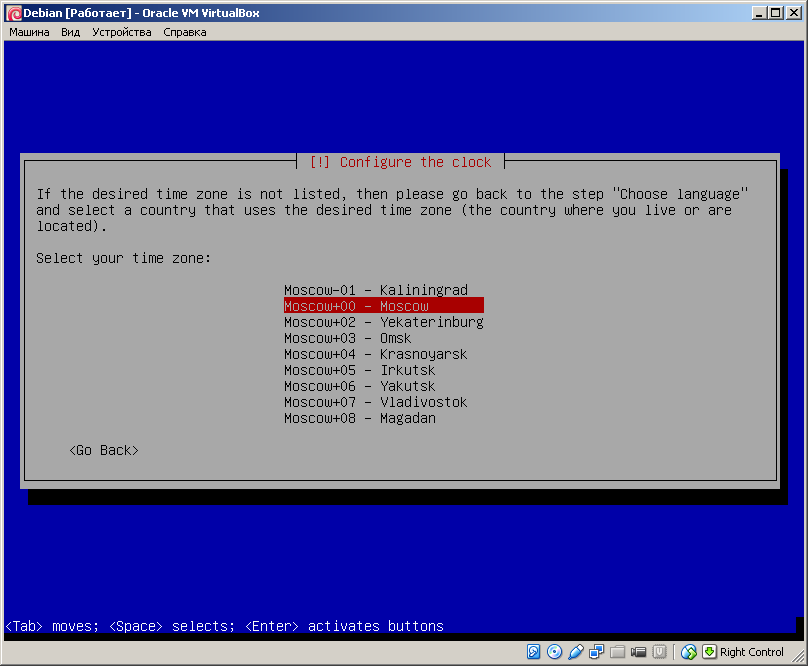 Debian [Работает] - Oracle VM VirtualBox
Машина Вид Устройства Справка
[!] Configure the clock
If the desired time zone is not listed, then please go back to the step "Choose language"
and select a country that uses the desired time zone (the country where you live or are
located).
Select your time zone:
Moscow-01 - Kaliningrad
Moscow+00 - Moscow
Moscow+02 - Yekaterinburg
Moscow+03 - Omsk
Moscow+04 - Krasnoyarsk
Moscow+05 - Irkutsk
Moscow+06 - Yakutsk
Moscow+07 - Vladivostok
Moscow+08 - Magadan
<Go Back>
<Tab> moves; <Space> selects; <Enter> activates buttons
Right Control